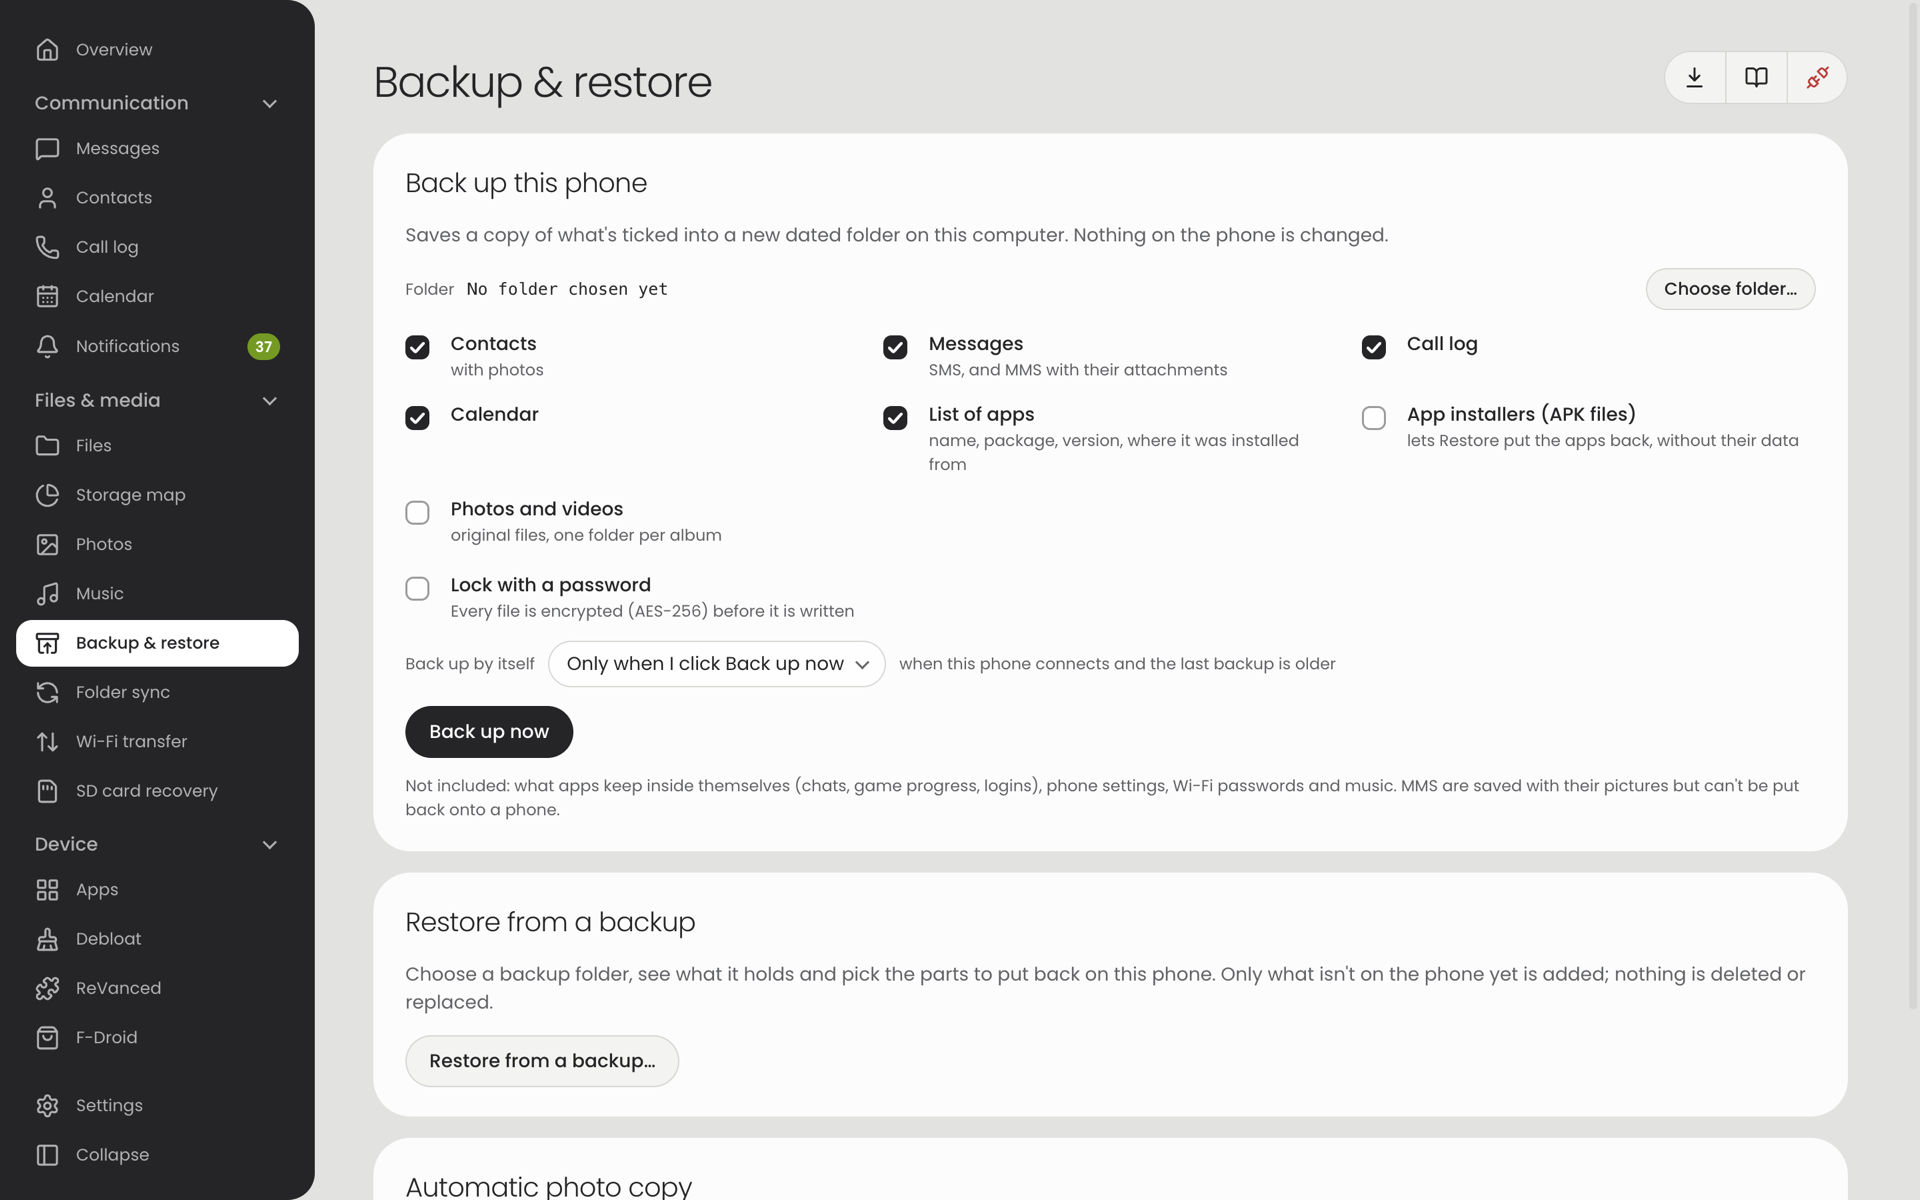 Overview
Communication
Messages
Contacts
Call log
Calendar
Notifications 37
Files & media
Files
Storage map
Photos
Music
Backup & restore
Folder sync
Wi-Fi transfer
SD card recovery
Device
Apps
Debloat
ReVanced
F-Droid
Settings
Collapse
Backup & restore
Back up this phone
Saves a copy of what's ticked into a new dated folder on this computer. Nothing on the phone is changed.
Folder No folder chosen yet
Choose folder...
Contacts
with photos
Messages
SMS, and MMS with their attachments
Call log
Calendar
List of apps
name, package, version, where it was installed
from
App installers (APK files)
lets Restore put the apps back, without their data
Photos and videos
original files, one folder per album
Lock with a password
Every file is encrypted (AES-256) before it is written
Back up by itself Only when I click Back up now when this phone connects and the last backup is older
Back up now
Not included: what apps keep inside themselves (chats, game progress, logins), phone settings, Wi-Fi passwords and music. MMS are saved with their pictures but can't be put
back onto a phone.
Restore from a backup
Choose a backup folder, see what it holds and pick the parts to put back on this phone. Only what isn't on the phone yet is added; nothing is deleted or
replaced.
Restore from a backup...
Automatic photo copy